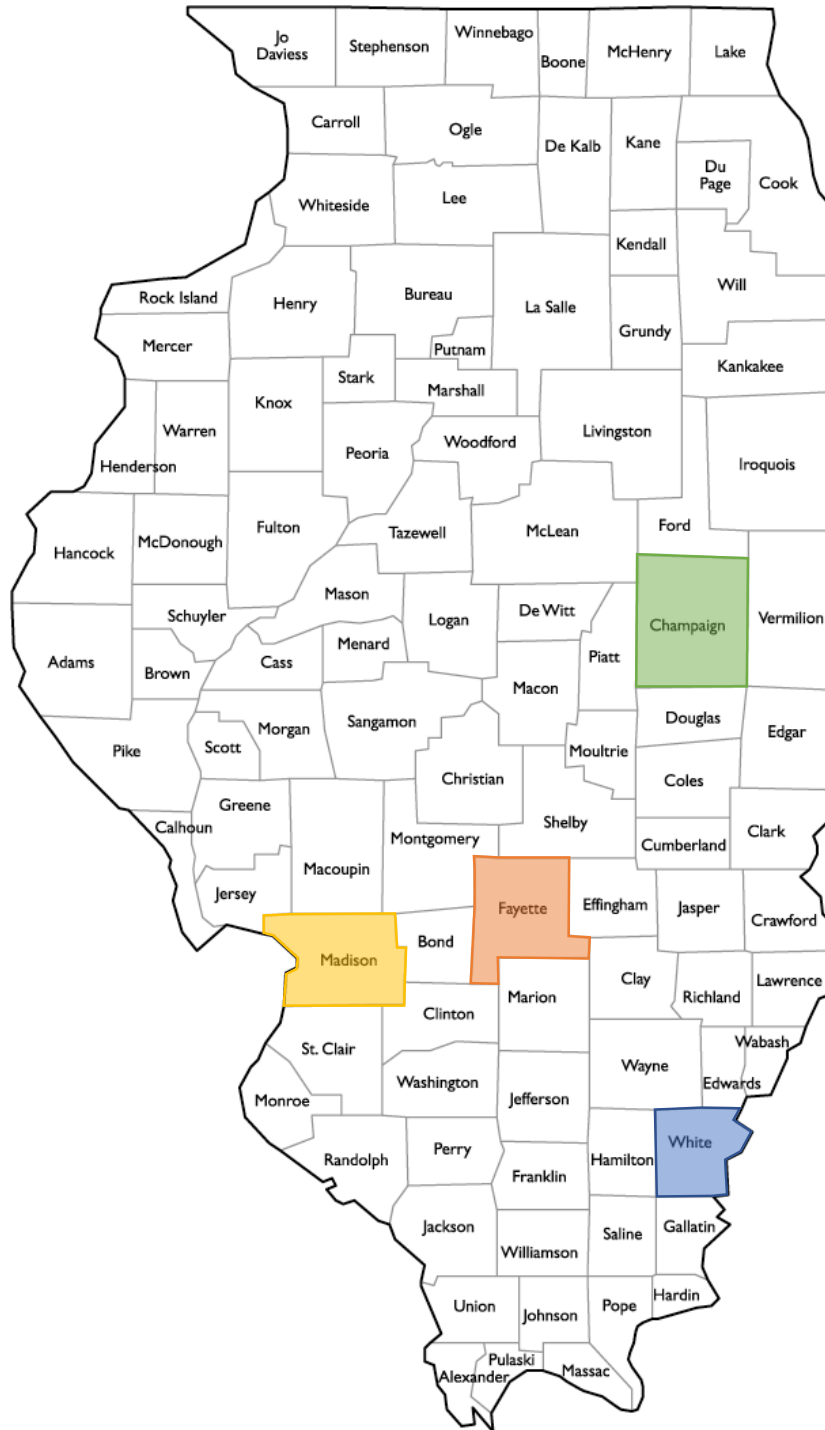 Jo
Daviess
Stephenson
Winnebago
Boone
McHenry
Lake
Carroll
Ogle
De Kalb
Kane
Du
Page
Cook
Whiteside
Lee
Kendall
Rock Island
Henry
Bureau
La Salle
Will
Mercer
Putnam
Grundy
Stark
Marshall
Kankakee
Knox
Warren
Henderson
Peoria
Woodford
Livingston
Iroquois
Hancock
McDonough
Fulton
Tazewell
McLean
Ford
Mason
Schuyler
Logan
De Witt
Champaign
Vermilion
Adams
Brown
Cass
Menard
Piatt
Macon
Pike
Scott
Morgan
Sangamon
Moultrie
Douglas
Edgar
Christian
Coles
Calhoun
Greene
Macoupin
Montgomery
Shelby
Cumberland
Clark
Jersey
Fayette
Effingham
Jasper
Crawford
Madison
Bond
Clay
Richland
Lawrence
Marion
Clinton
St. Clair
Wayne
Wabash
Edwards
Monroe
Washington
Jefferson
Randolph
Perry
Franklin
Hamilton
White
Jackson
Williamson
Saline
Gallatin
Union
Johnson
Pope
Hardin
Alexander
Pulaski
Massac